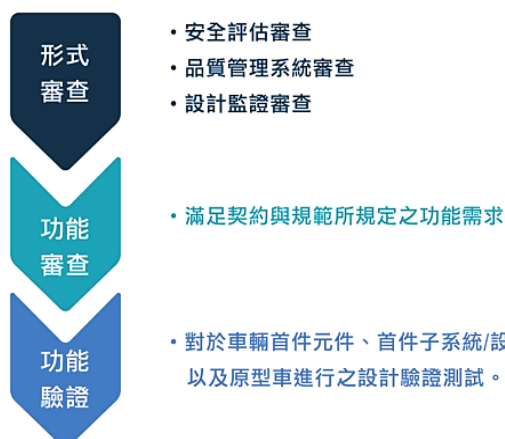 形式
審查
・安全評估審查
・品質管理系統審查
・設計監證審查
功能
審查
・滿足契約與規範所規定之功能需求
功能
驗證
・對於車輛首件元件、首件子系統/設
以及原型車進行之設計驗證測試。